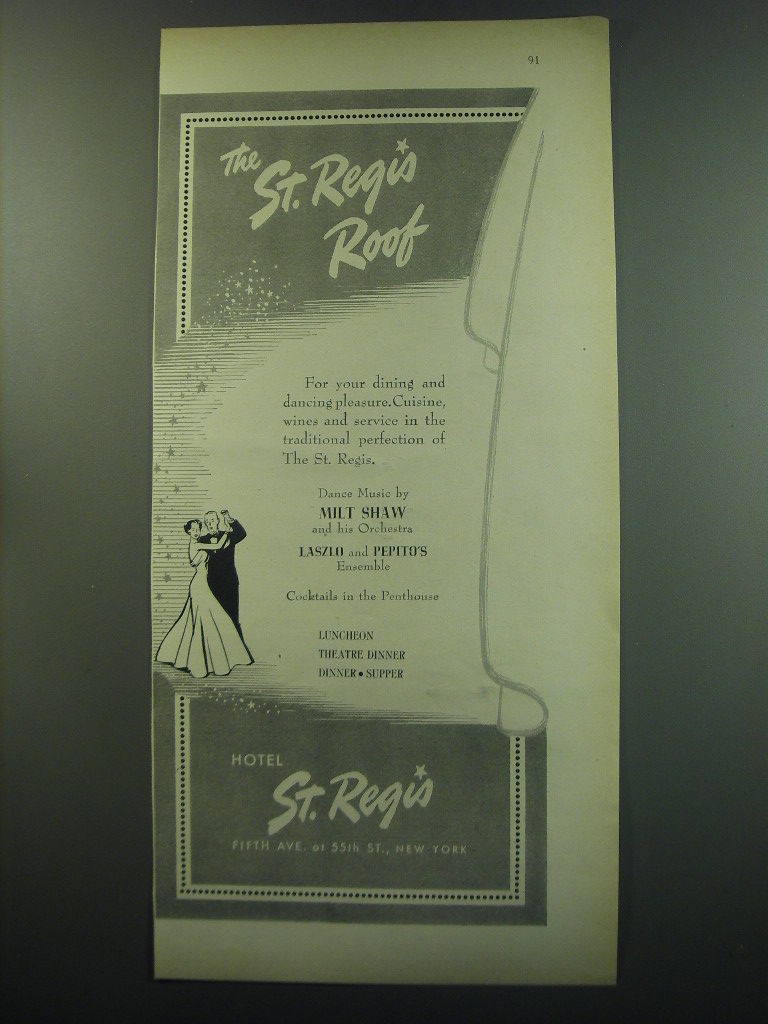 91
The
St. Regis
Roof
For your dining and
dancing pleasure. Cuisine,
wines and service in the
traditional perfection of
The St. Regis.
Dance Music by
MILT SHAW
and his Orchestra
LASZLO and PEPITO'S
Ensemble
Cocktails in the Penthouse
LUNCHEON
THEATRE DINNER
DINNER • SUPPER
HOTEL
St. Regis
FIFTH AVE. at 55th ST., NEW YORK